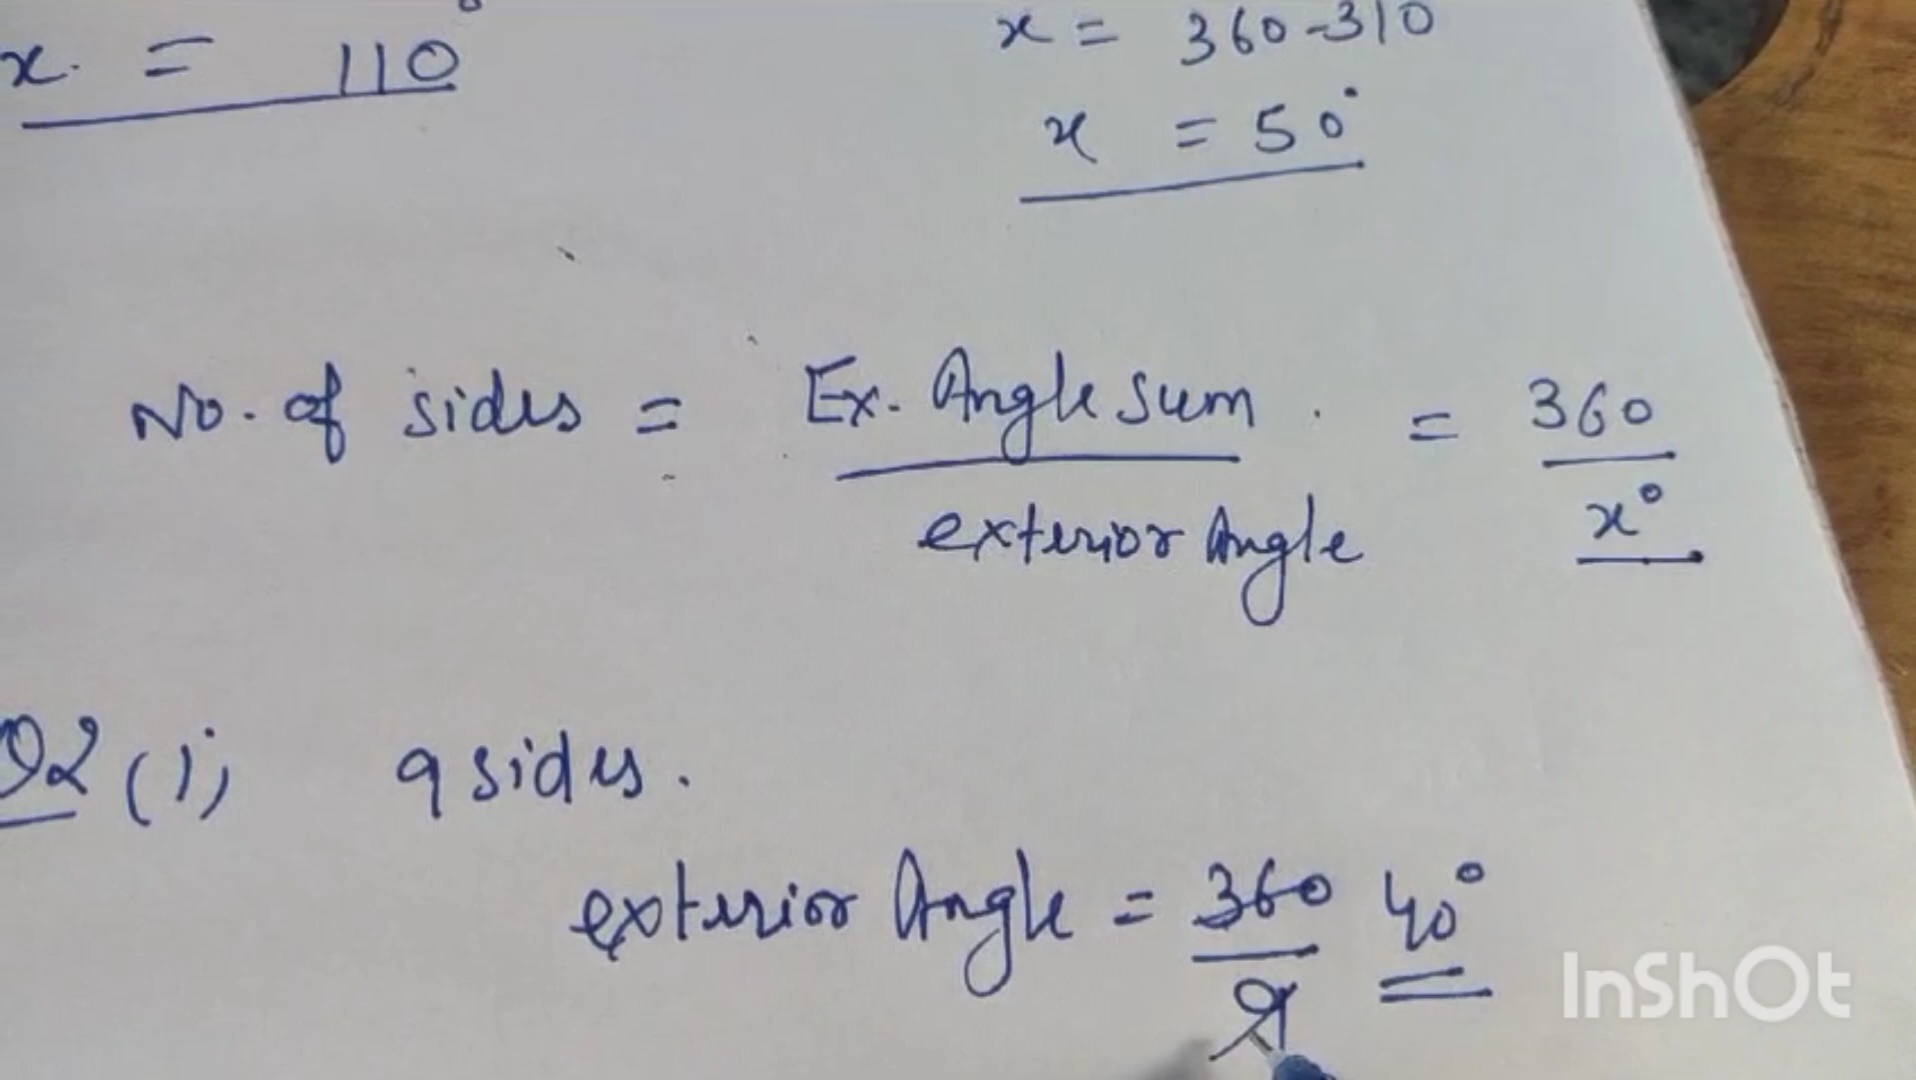 x = 110°
x = 360-310
x = 50°
No. of sides = Ex. Angle sum = 360
exterior Angle x°
Q2 (i) 9 sides.
exterior Angle = 360 40°
9
InShOt